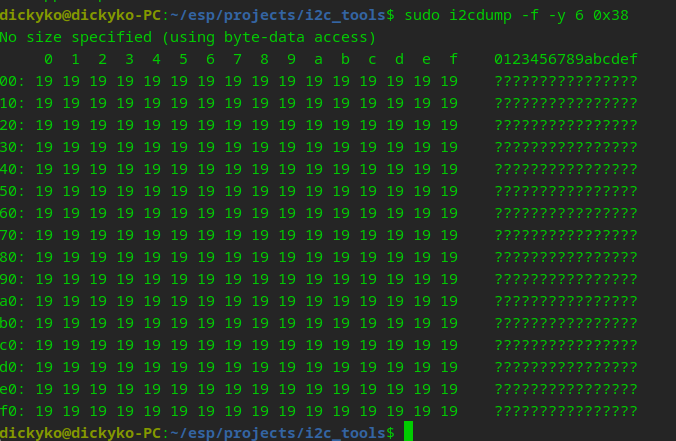 dickyko@dickyko-PC:~/esp/projects/i2c_tools$ sudo i2cdump -f -y 6 0x38
No size specified (using byte-data access)
     0  1  2  3  4  5  6  7  8  9  a  b  c  d  e  f    0123456789abcdef
00: 19 19 19 19 19 19 19 19 19 19 19 19 19 19 19 19    ????????????????
10: 19 19 19 19 19 19 19 19 19 19 19 19 19 19 19 19    ????????????????
20: 19 19 19 19 19 19 19 19 19 19 19 19 19 19 19 19    ????????????????
30: 19 19 19 19 19 19 19 19 19 19 19 19 19 19 19 19    ????????????????
40: 19 19 19 19 19 19 19 19 19 19 19 19 19 19 19 19    ????????????????
50: 19 19 19 19 19 19 19 19 19 19 19 19 19 19 19 19    ????????????????
60: 19 19 19 19 19 19 19 19 19 19 19 19 19 19 19 19    ????????????????
70: 19 19 19 19 19 19 19 19 19 19 19 19 19 19 19 19    ????????????????
80: 19 19 19 19 19 19 19 19 19 19 19 19 19 19 19 19    ????????????????
90: 19 19 19 19 19 19 19 19 19 19 19 19 19 19 19 19    ????????????????
a0: 19 19 19 19 19 19 19 19 19 19 19 19 19 19 19 19    ????????????????
b0: 19 19 19 19 19 19 19 19 19 19 19 19 19 19 19 19    ????????????????
c0: 19 19 19 19 19 19 19 19 19 19 19 19 19 19 19 19    ????????????????
d0: 19 19 19 19 19 19 19 19 19 19 19 19 19 19 19 19    ????????????????
e0: 19 19 19 19 19 19 19 19 19 19 19 19 19 19 19 19    ????????????????
f0: 19 19 19 19 19 19 19 19 19 19 19 19 19 19 19 19    ????????????????
dickyko@dickyko-PC:~/esp/projects/i2c_tools$